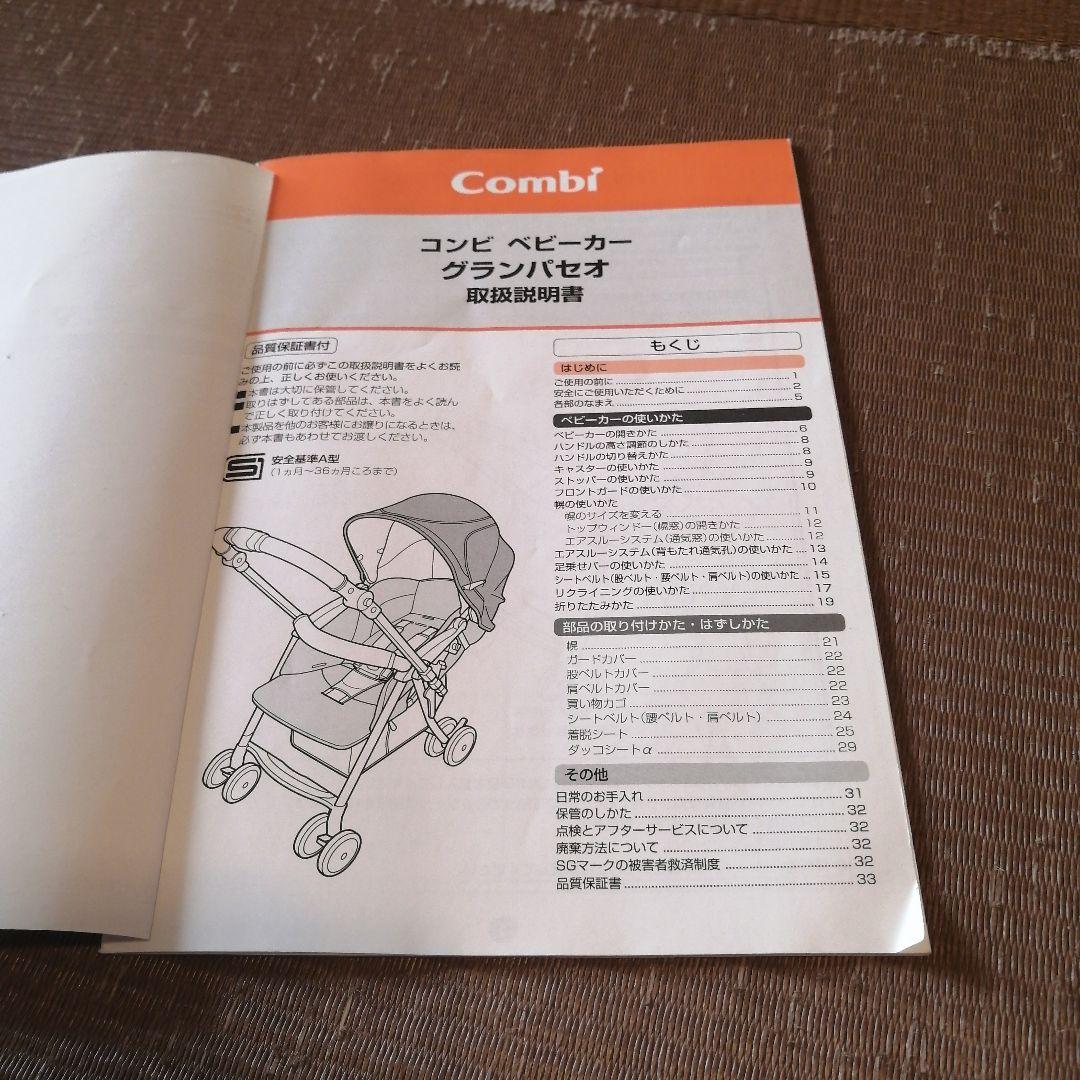 Combi
コンビ ベビーカー
グランパセオ
取扱説明書
品質保証書付
ご使用の前に必ずこの取扱説明書をよくお読
みの上、正しくお使いください。
■本書は大切に保管してください。
■取りはずしてある部品は、本書をよく読ん
で正しく取り付けてください。
■本製品を他のお客様にお譲りになるときは、
必ず本書もあわせてお渡しください。
安全基準A型
(1ヵ月〜36ヵ月ころまで)
もくじ
はじめに
ご使用の前に 1
安全にご使用いただくために 2
各部のなまえ 5
ベビーカーの使いかた
ベビーカーの開きかた 6
ハンドルの高さ調節のしかた 8
ハンドルの切り替えかた 8
キャスターの使いかた 9
ストッパーの使いかた 9
フロントガードの使いかた 10
幌の使いかた
幌のサイズを変える 11
トップウィンドー(幌窓)の開きかた 12
エアスルーシステム(通気窓)の使いかた 12
エアスルーシステム(背もたれ通気孔)の使いかた 13
足乗せバーの使いかた 14
シートベルト(股ベルト・腰ベルト・肩ベルト)の使いかた 15
リクライニングの使いかた 17
折りたたみかた 19
部品の取り付けかた・はずしかた
幌 21
ガードカバー 22
股ベルトカバー 22
肩ベルトカバー 22
買い物カゴ 23
シートベルト(腰ベルト・肩ベルト) 24
着脱シート 25
ダッコシートα 29
その他
日常のお手入れ 31
保管のしかた 32
点検とアフターサービスについて 32
廃棄方法について 32
SGマークの被害者救済制度 32
品質保証書 33